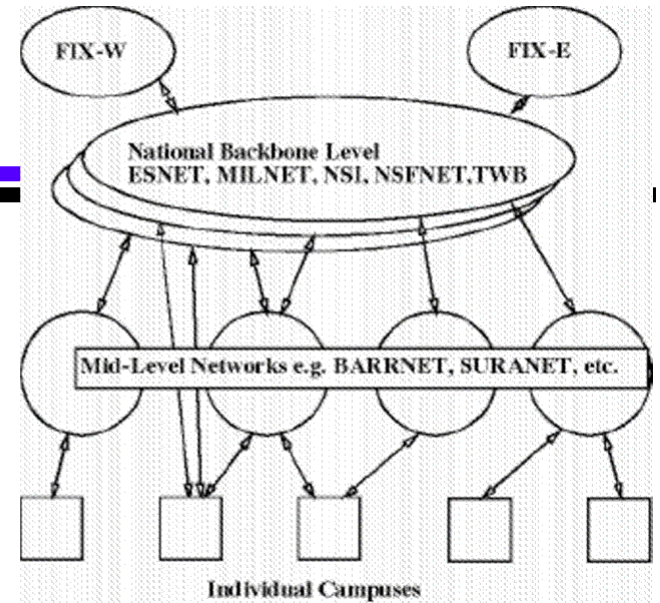 FIX-W
FIX-E
National Backbone Level
ESNET, MILNET, NSI, NSFNET,TWB
Mid-Level Networks e.g. BARRNET, SURANET, etc.
Individual Campuses